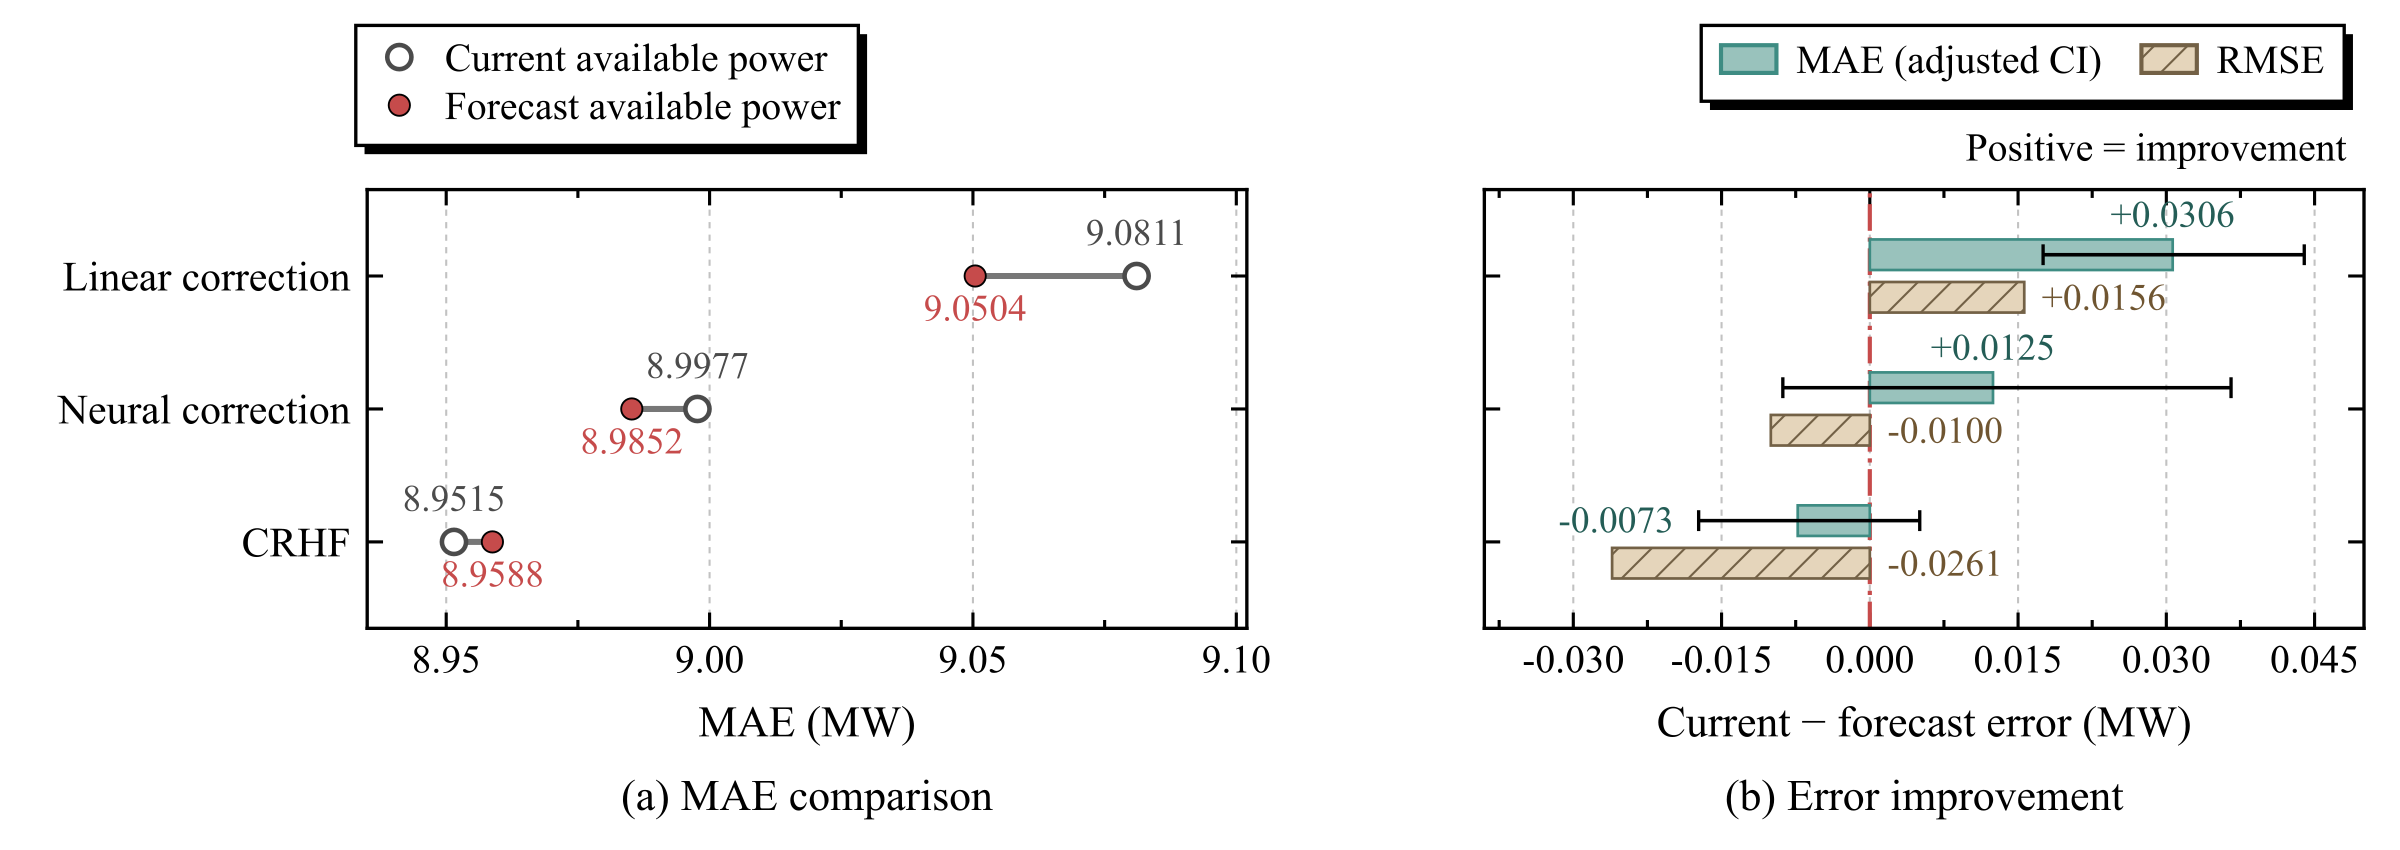 Current available power
Forecast available power
9.0811
Linear correction
9.0504
8.9977
Neural correction
8.9852
8.9515
CRHF
8.9588
8.95 9.00 9.05 9.10
MAE (MW)
(a) MAE comparison
MAE (adjusted CI) RMSE
Positive = improvement
+0.0306
+0.0156
+0.0125
-0.0100
-0.0073
-0.0261
-0.030 -0.015 0.000 0.015 0.030 0.045
Current − forecast error (MW)
(b) Error improvement